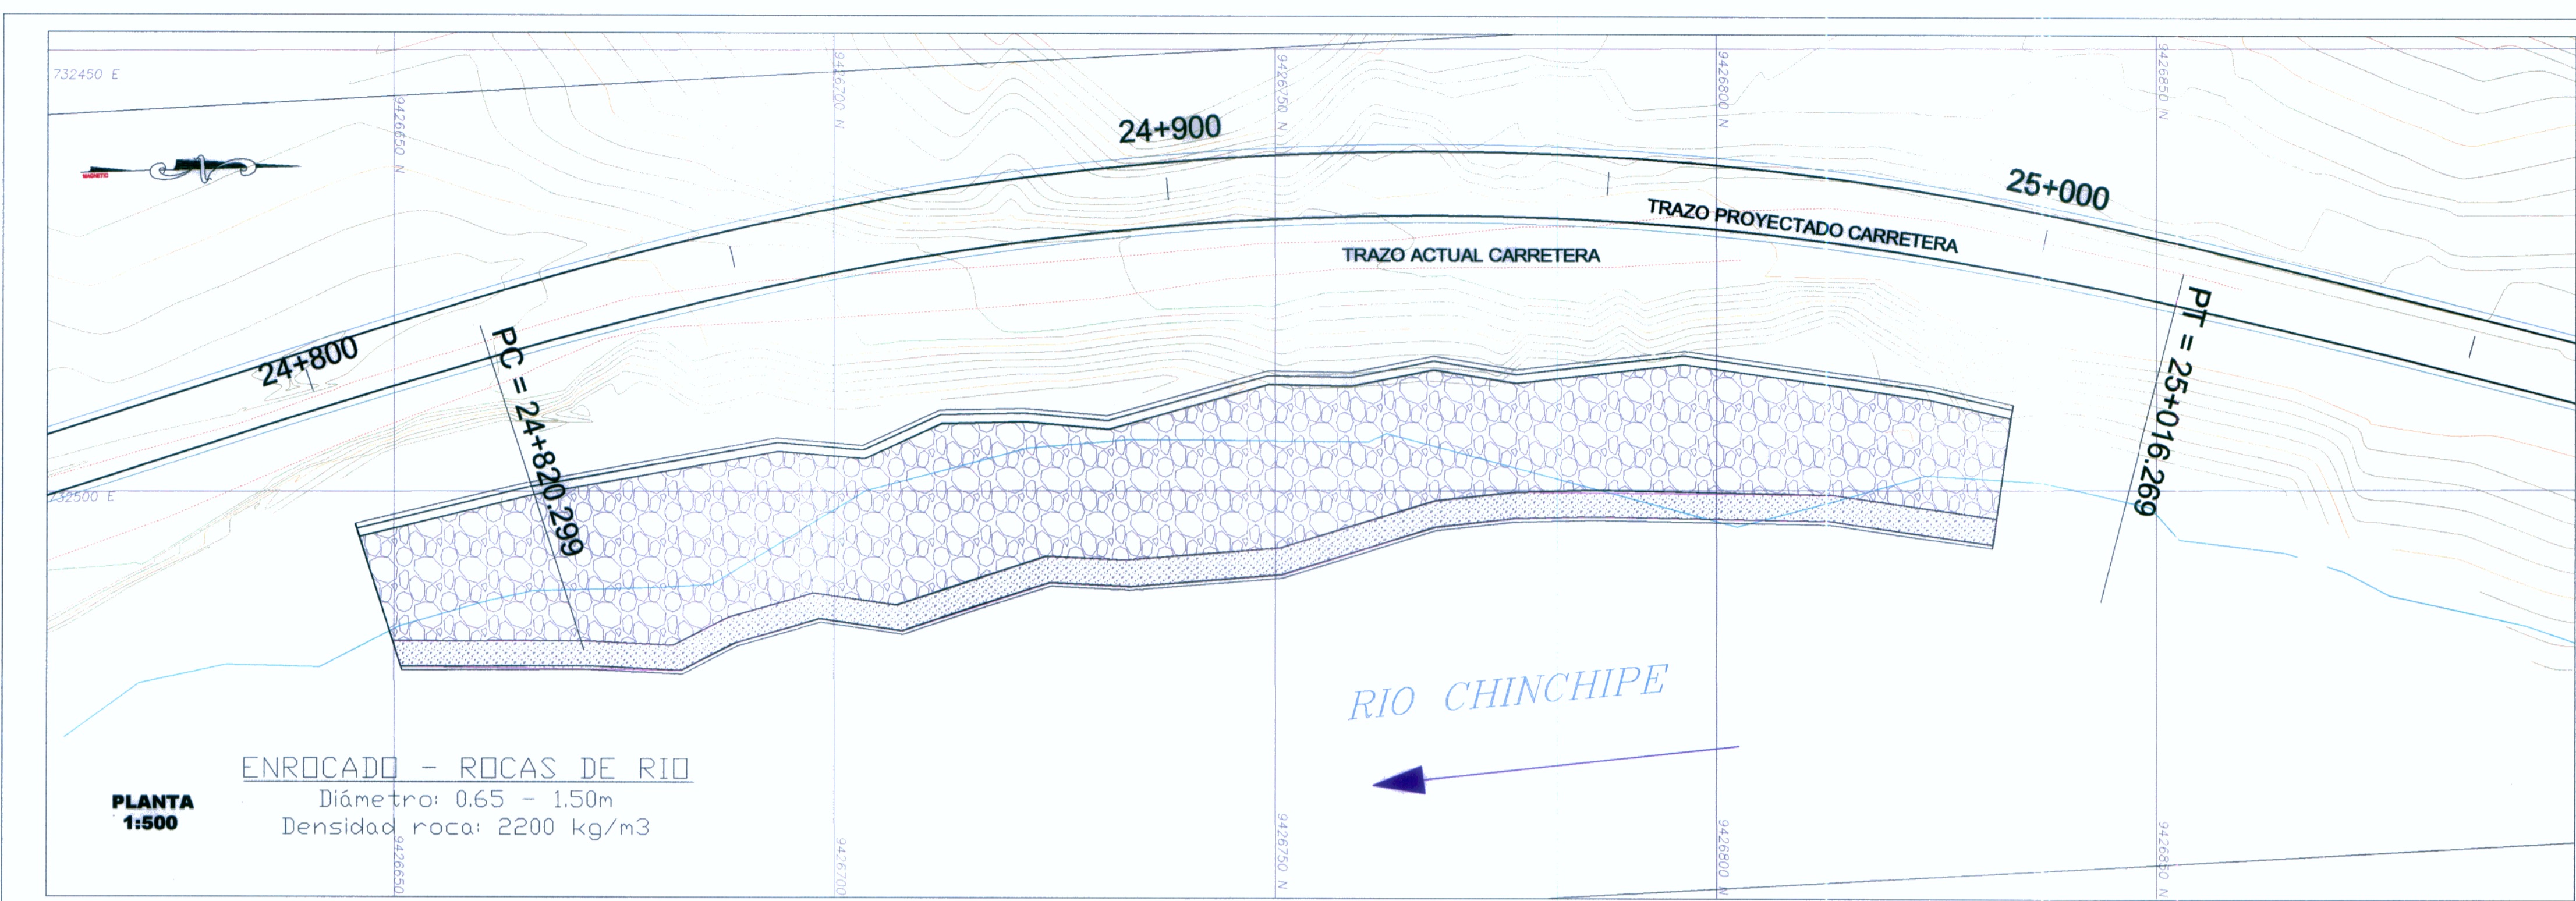 732450 E
9426650 N
9426700 N
9426750 N
9426800 N
9426850 N
MAGNETIC
N
24+900
25+000
TRAZO PROYECTADO CARRETERA
TRAZO ACTUAL CARRETERA
24+800
PC = 24+820.299
PT = 25+016.269
732500 E
RIO CHINCHIPE
ENROCADO - ROCAS DE RIO
Diámetro: 0.65 - 1.50m
Densidad roca: 2200 kg/m3
PLANTA
1:500
9426650
9426700
9426750 N
9426800 N
9426850 N